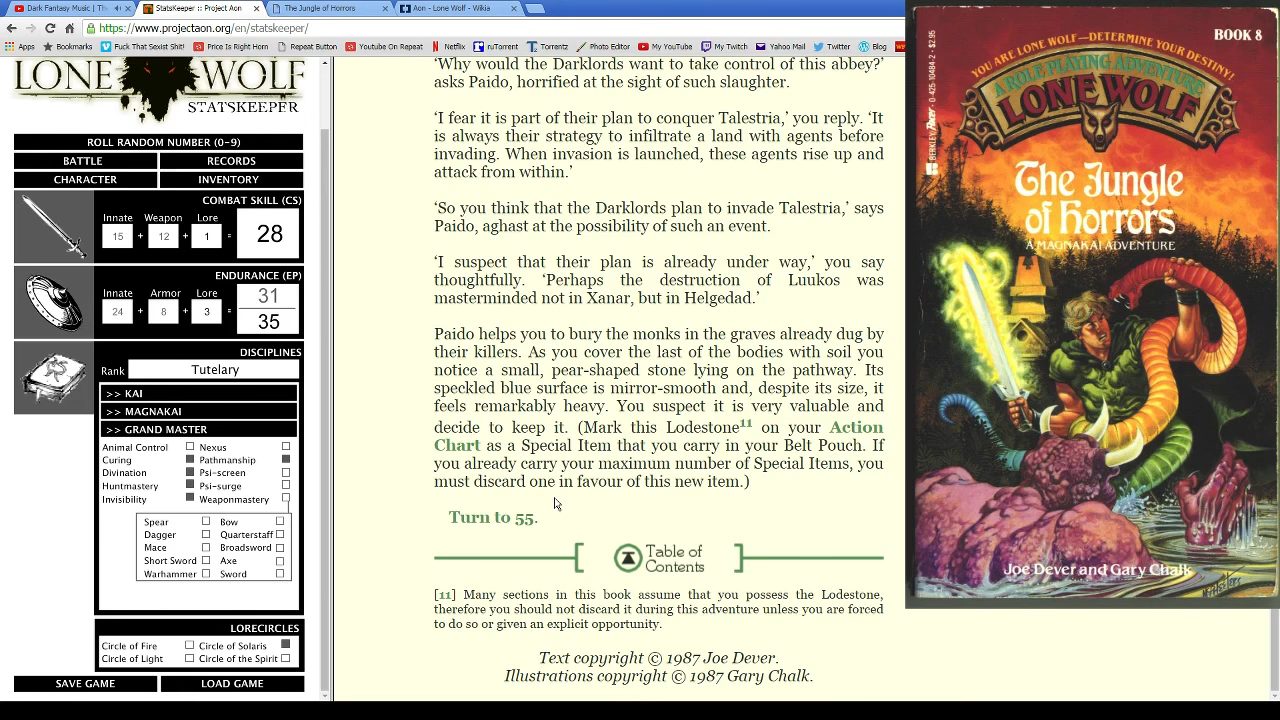 Dark Fantasy Music | Th
StatsKeeper :: Project Aon
The Jungle of Horrors
Aon - Lone Wolf - Wikia
https://www.projectaon.org/en/statskeeper/
Apps
Bookmarks
Fuck That Sexist Shit!
Price is Right Horn
Repeat Button
Youtube On Repeat
Netflix
ruTorrent
Torrentz
Photo Editor
My YouTube
My Twitch
Yahoo Mail
Twitter
Blog
LONE WOLF
STATSKEEPER
ROLL RANDOM NUMBER (0-9)
BATTLE
RECORDS
CHARACTER
INVENTORY
COMBAT SKILL (CS)
Innate Weapon Lore
15 + 12 + 1 = 28
ENDURANCE (EP)
Innate Armor Lore
31
24 + 8 + 3 = 35
DISCIPLINES
Rank Tutelary
>> KAI
>> MAGNAKAI
>> GRAND MASTER
Animal Control Nexus
Curing Pathmanship
Divination Psi-screen
Huntmastery Psi-surge
Invisibility Weaponmastery
Spear Bow
Dagger Quarterstaff
Mace Broadsword
Short Sword Axe
Warhammer Sword
LORECIRCLES
Circle of Fire Circle of Solaris
Circle of Light Circle of the Spirit
SAVE GAME
LOAD GAME
‘Why would the Darklords want to take control of this abbey?’
asks Paido, horrified at the sight of such slaughter.
‘I fear it is part of their plan to conquer Talestria,’ you reply. ‘It
is always their strategy to infiltrate a land with agents before
invading. When invasion is launched, these agents rise up and
attack from within.’
‘So you think that the Darklords plan to invade Talestria,’ says
Paido, aghast at the possibility of such an event.
‘I suspect that their plan is already under way,’ you say
thoughtfully. ‘Perhaps the destruction of Luukos was
masterminded not in Xanar, but in Helgedad.’
Paido helps you to bury the monks in the graves already dug by
their killers. As you cover the last of the bodies with soil you
notice a small, pear-shaped stone lying on the pathway. Its
speckled blue surface is mirror-smooth and, despite its size, it
feels remarkably heavy. You suspect it is very valuable and
decide to keep it. (Mark this Lodestone11 on your Action
Chart as a Special Item that you carry in your Belt Pouch. If
you already carry your maximum number of Special Items, you
must discard one in favour of this new item.)
Turn to 55.
Table of
Contents
[11] Many sections in this book assume that you possess the Lodestone,
therefore you should not discard it during this adventure unless you are forced
to do so or given an explicit opportunity.
Text copyright © 1987 Joe Dever.
Illustrations copyright © 1987 Gary Chalk.
BOOK 8
YOU ARE LONE WOLF—DETERMINE YOUR DESTINY!
A ROLE PLAYING ADVENTURE
LONE WOLF
The Jungle
of Horrors
A MAGNAKAI ADVENTURE
BERKLEY Pacer • 0-425-10484-2 • $2.95
Joe Dever and Gary Chalk